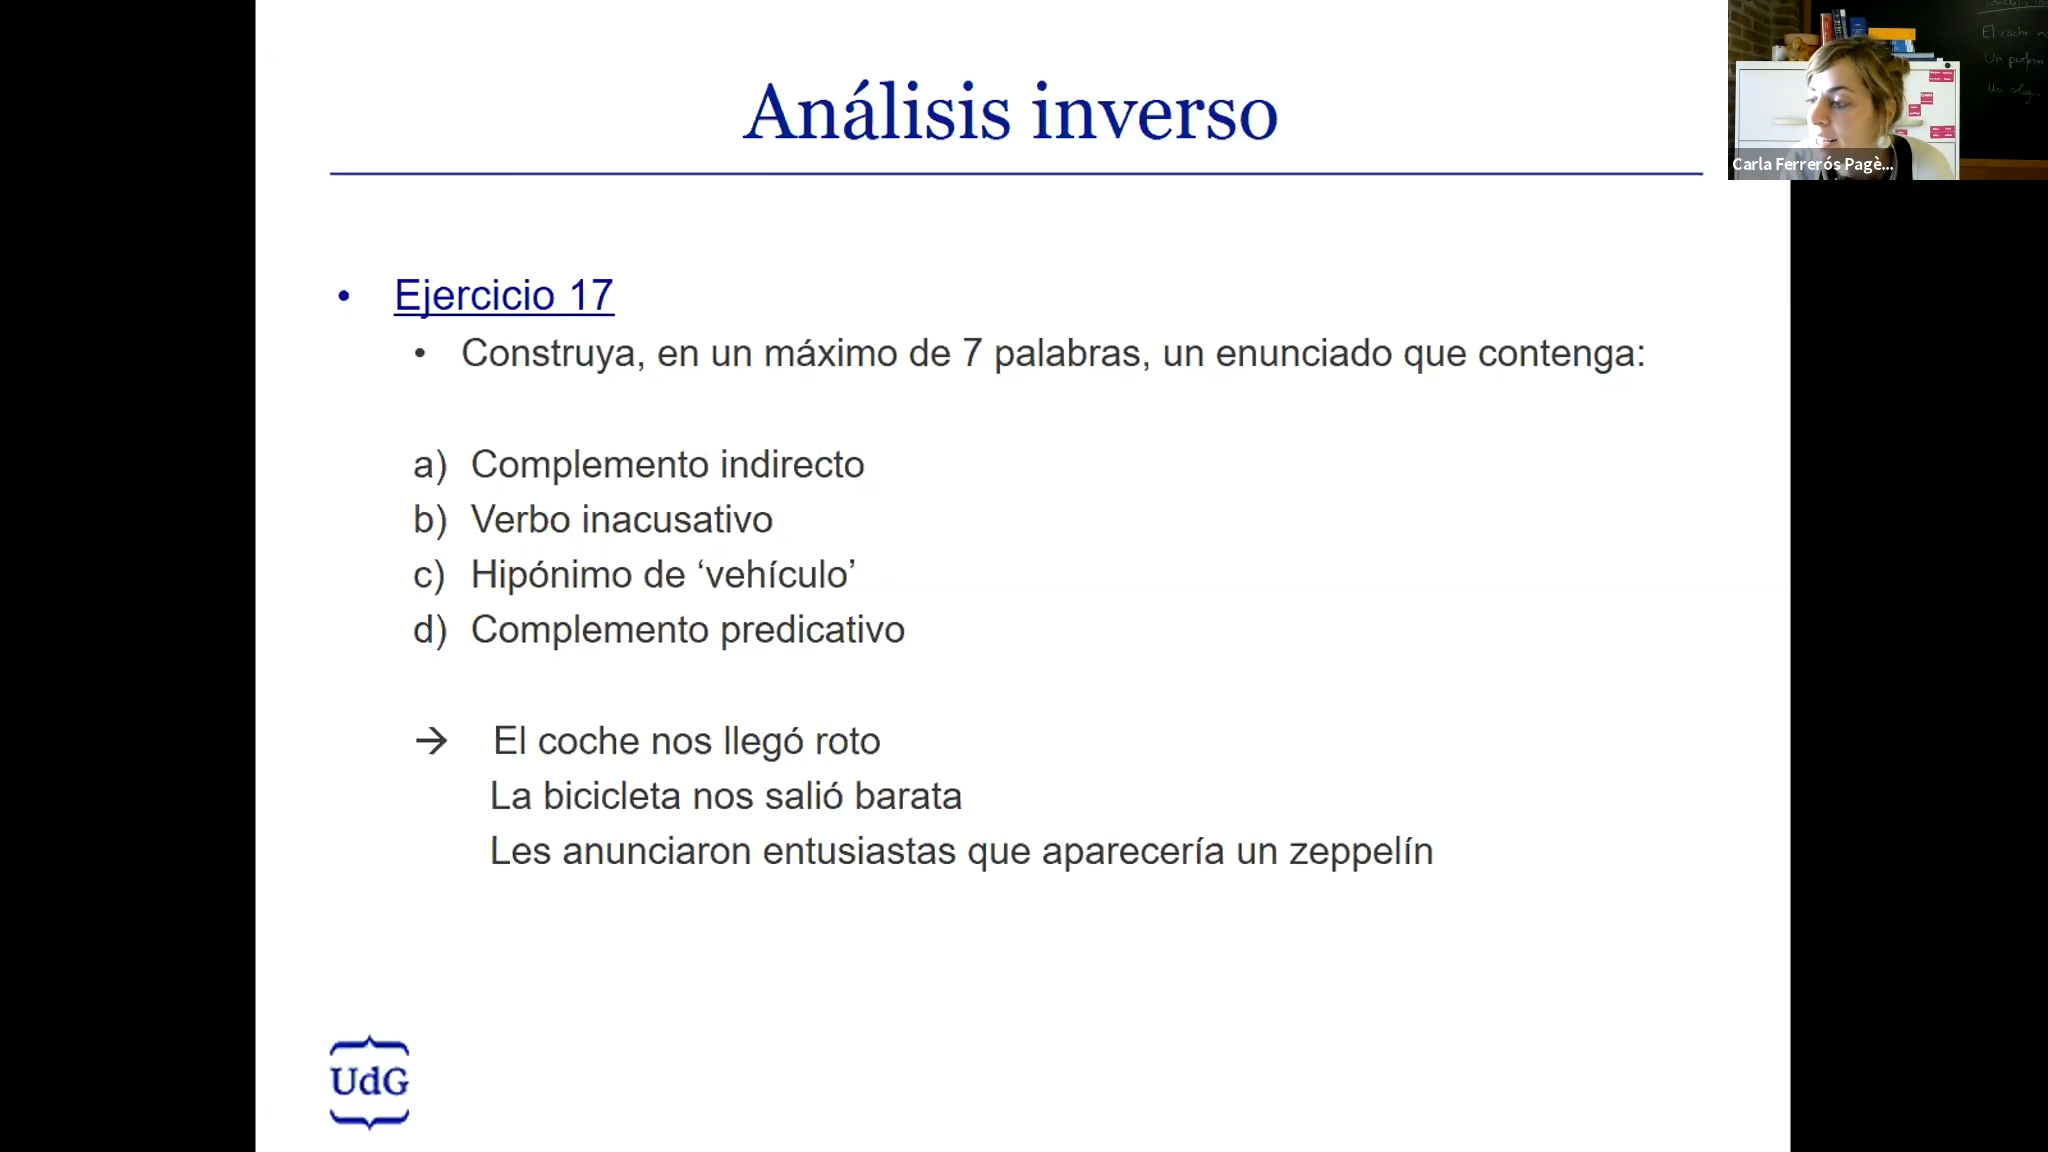 Análisis inverso
• Ejercicio 17
• Construya, en un máximo de 7 palabras, un enunciado que contenga:
a) Complemento indirecto
b) Verbo inacusativo
c) Hipónimo de ‘vehículo’
d) Complemento predicativo
→ El coche nos llegó roto
La bicicleta nos salió barata
Les anunciaron entusiastas que aparecería un zeppelín
UdG
El coche
Un
Un
Carla Ferrerós Pagè...